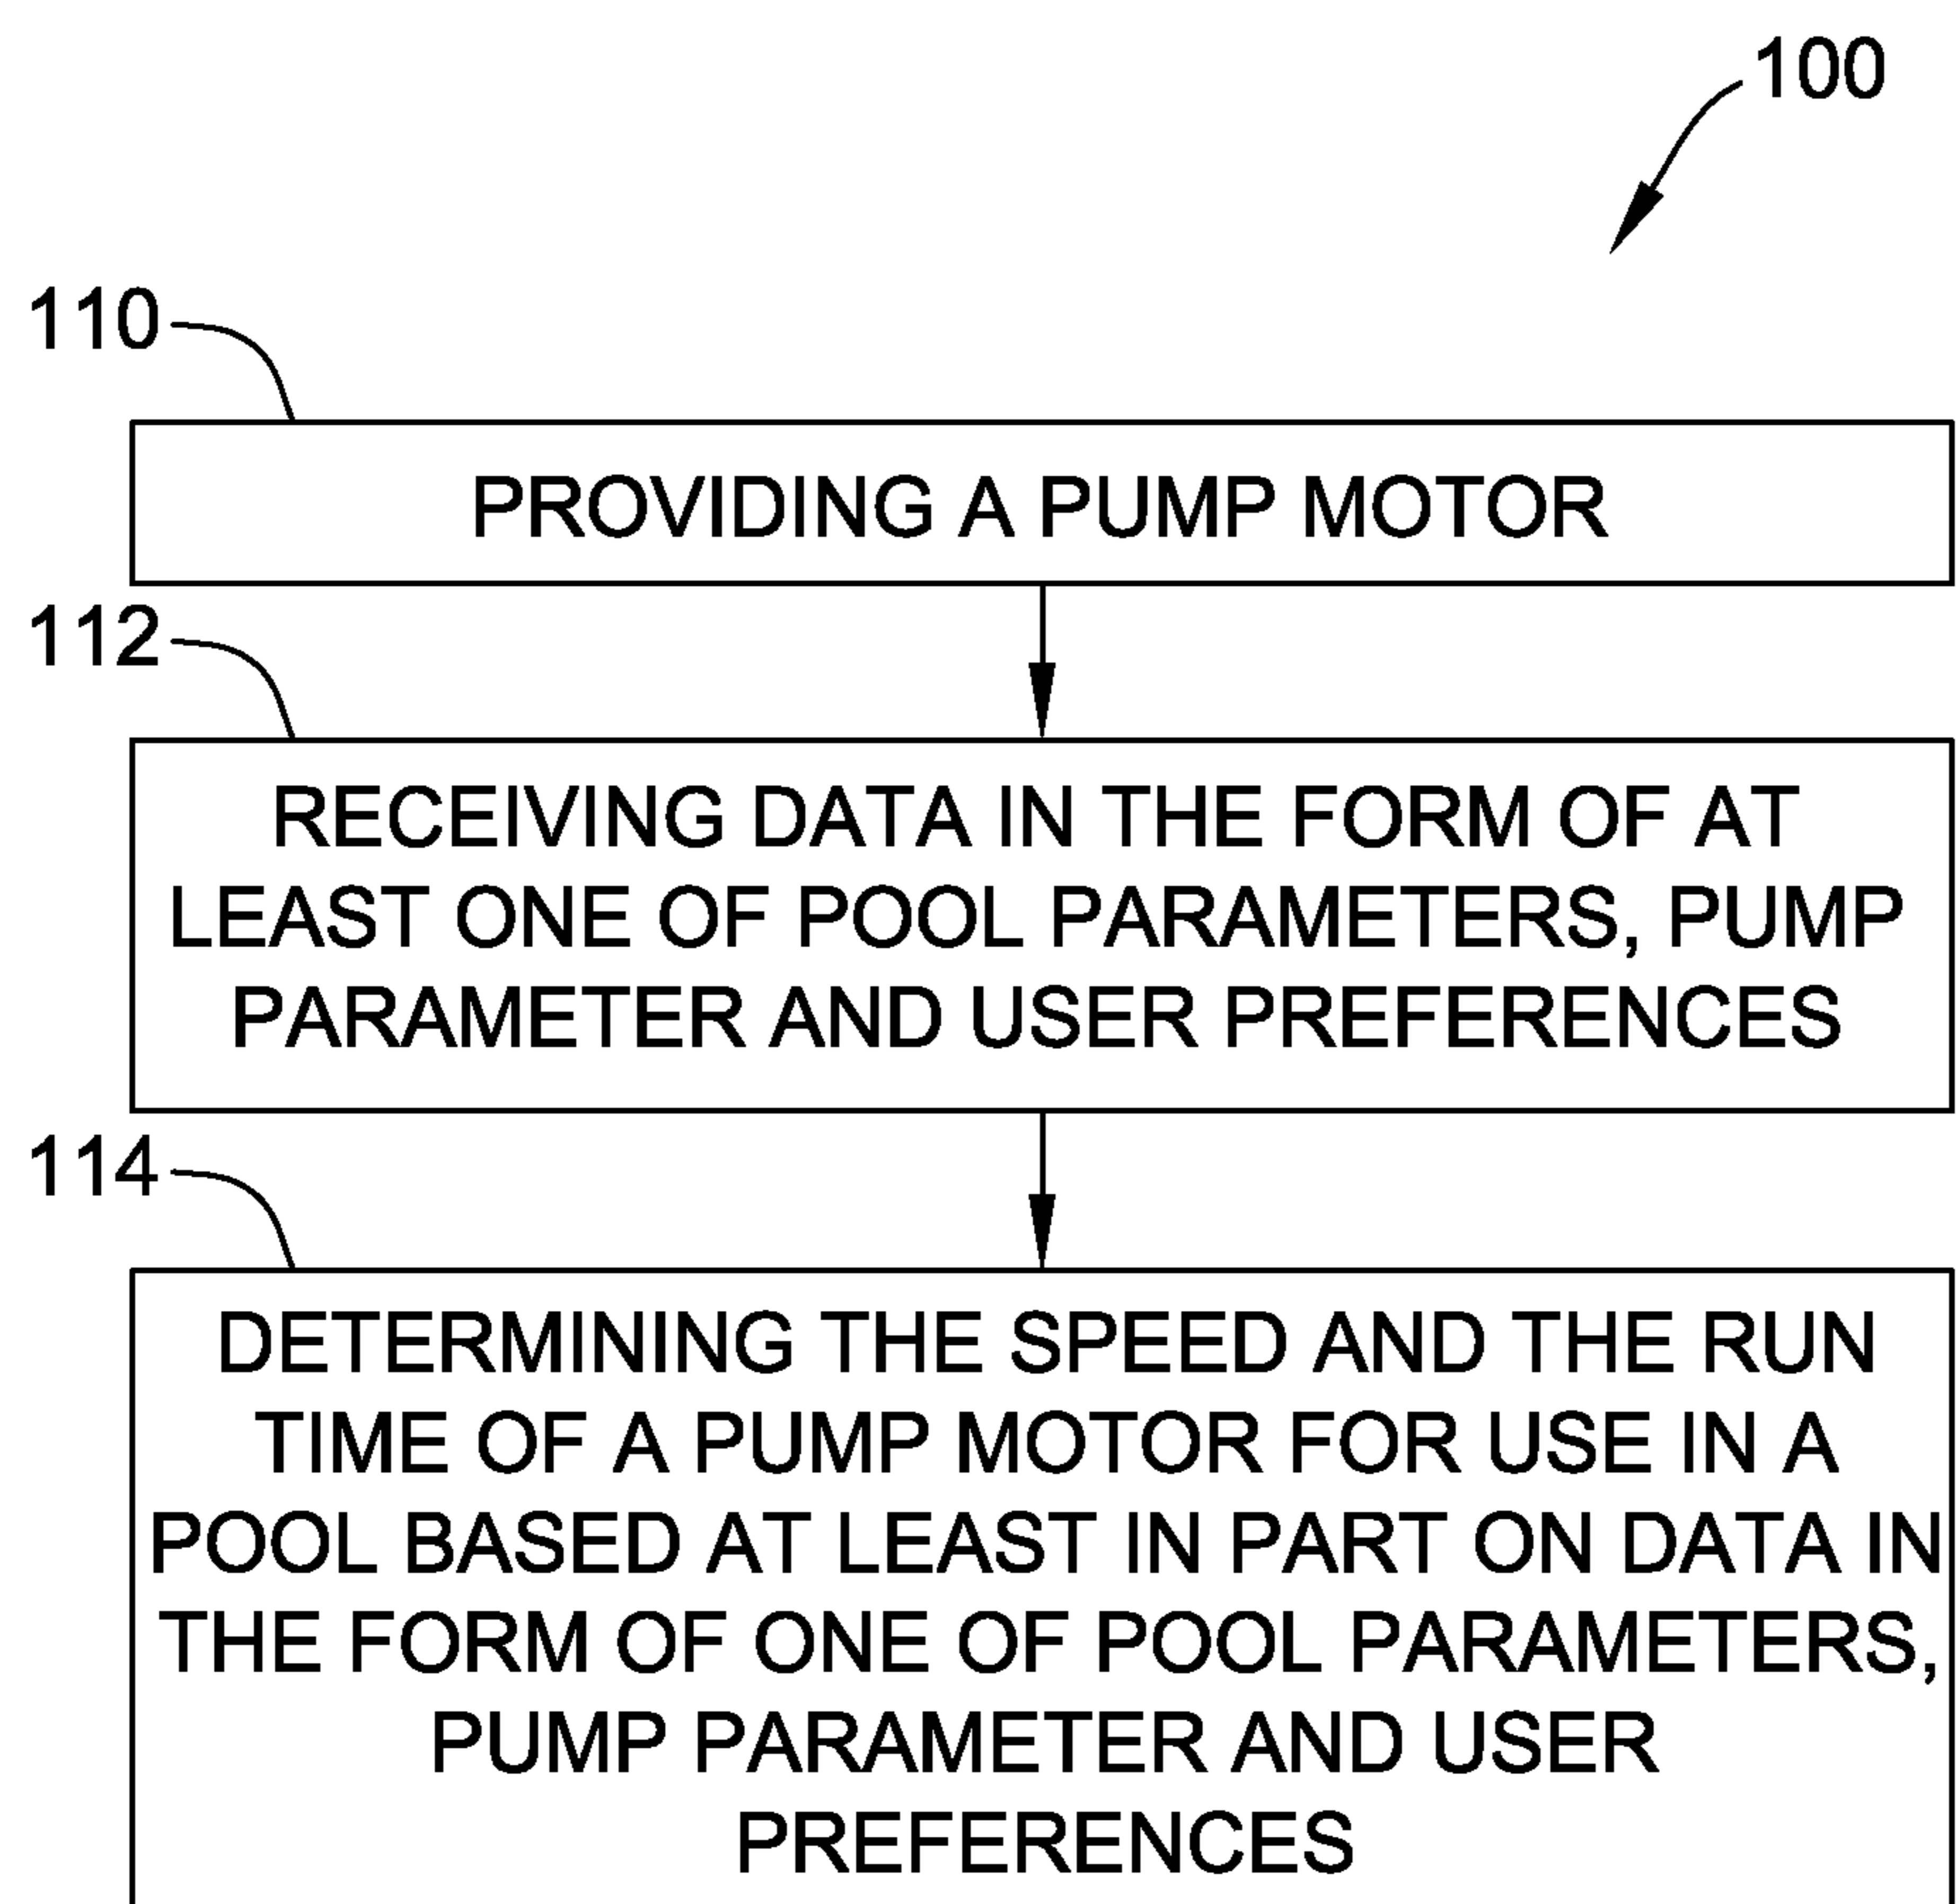 100
110
PROVIDING A PUMP MOTOR
112
RECEIVING DATA IN THE FORM OF AT
LEAST ONE OF POOL PARAMETERS, PUMP
PARAMETER AND USER PREFERENCES
114
DETERMINING THE SPEED AND THE RUN
TIME OF A PUMP MOTOR FOR USE IN A
POOL BASED AT LEAST IN PART ON DATA IN
THE FORM OF ONE OF POOL PARAMETERS,
PUMP PARAMETER AND USER
PREFERENCES